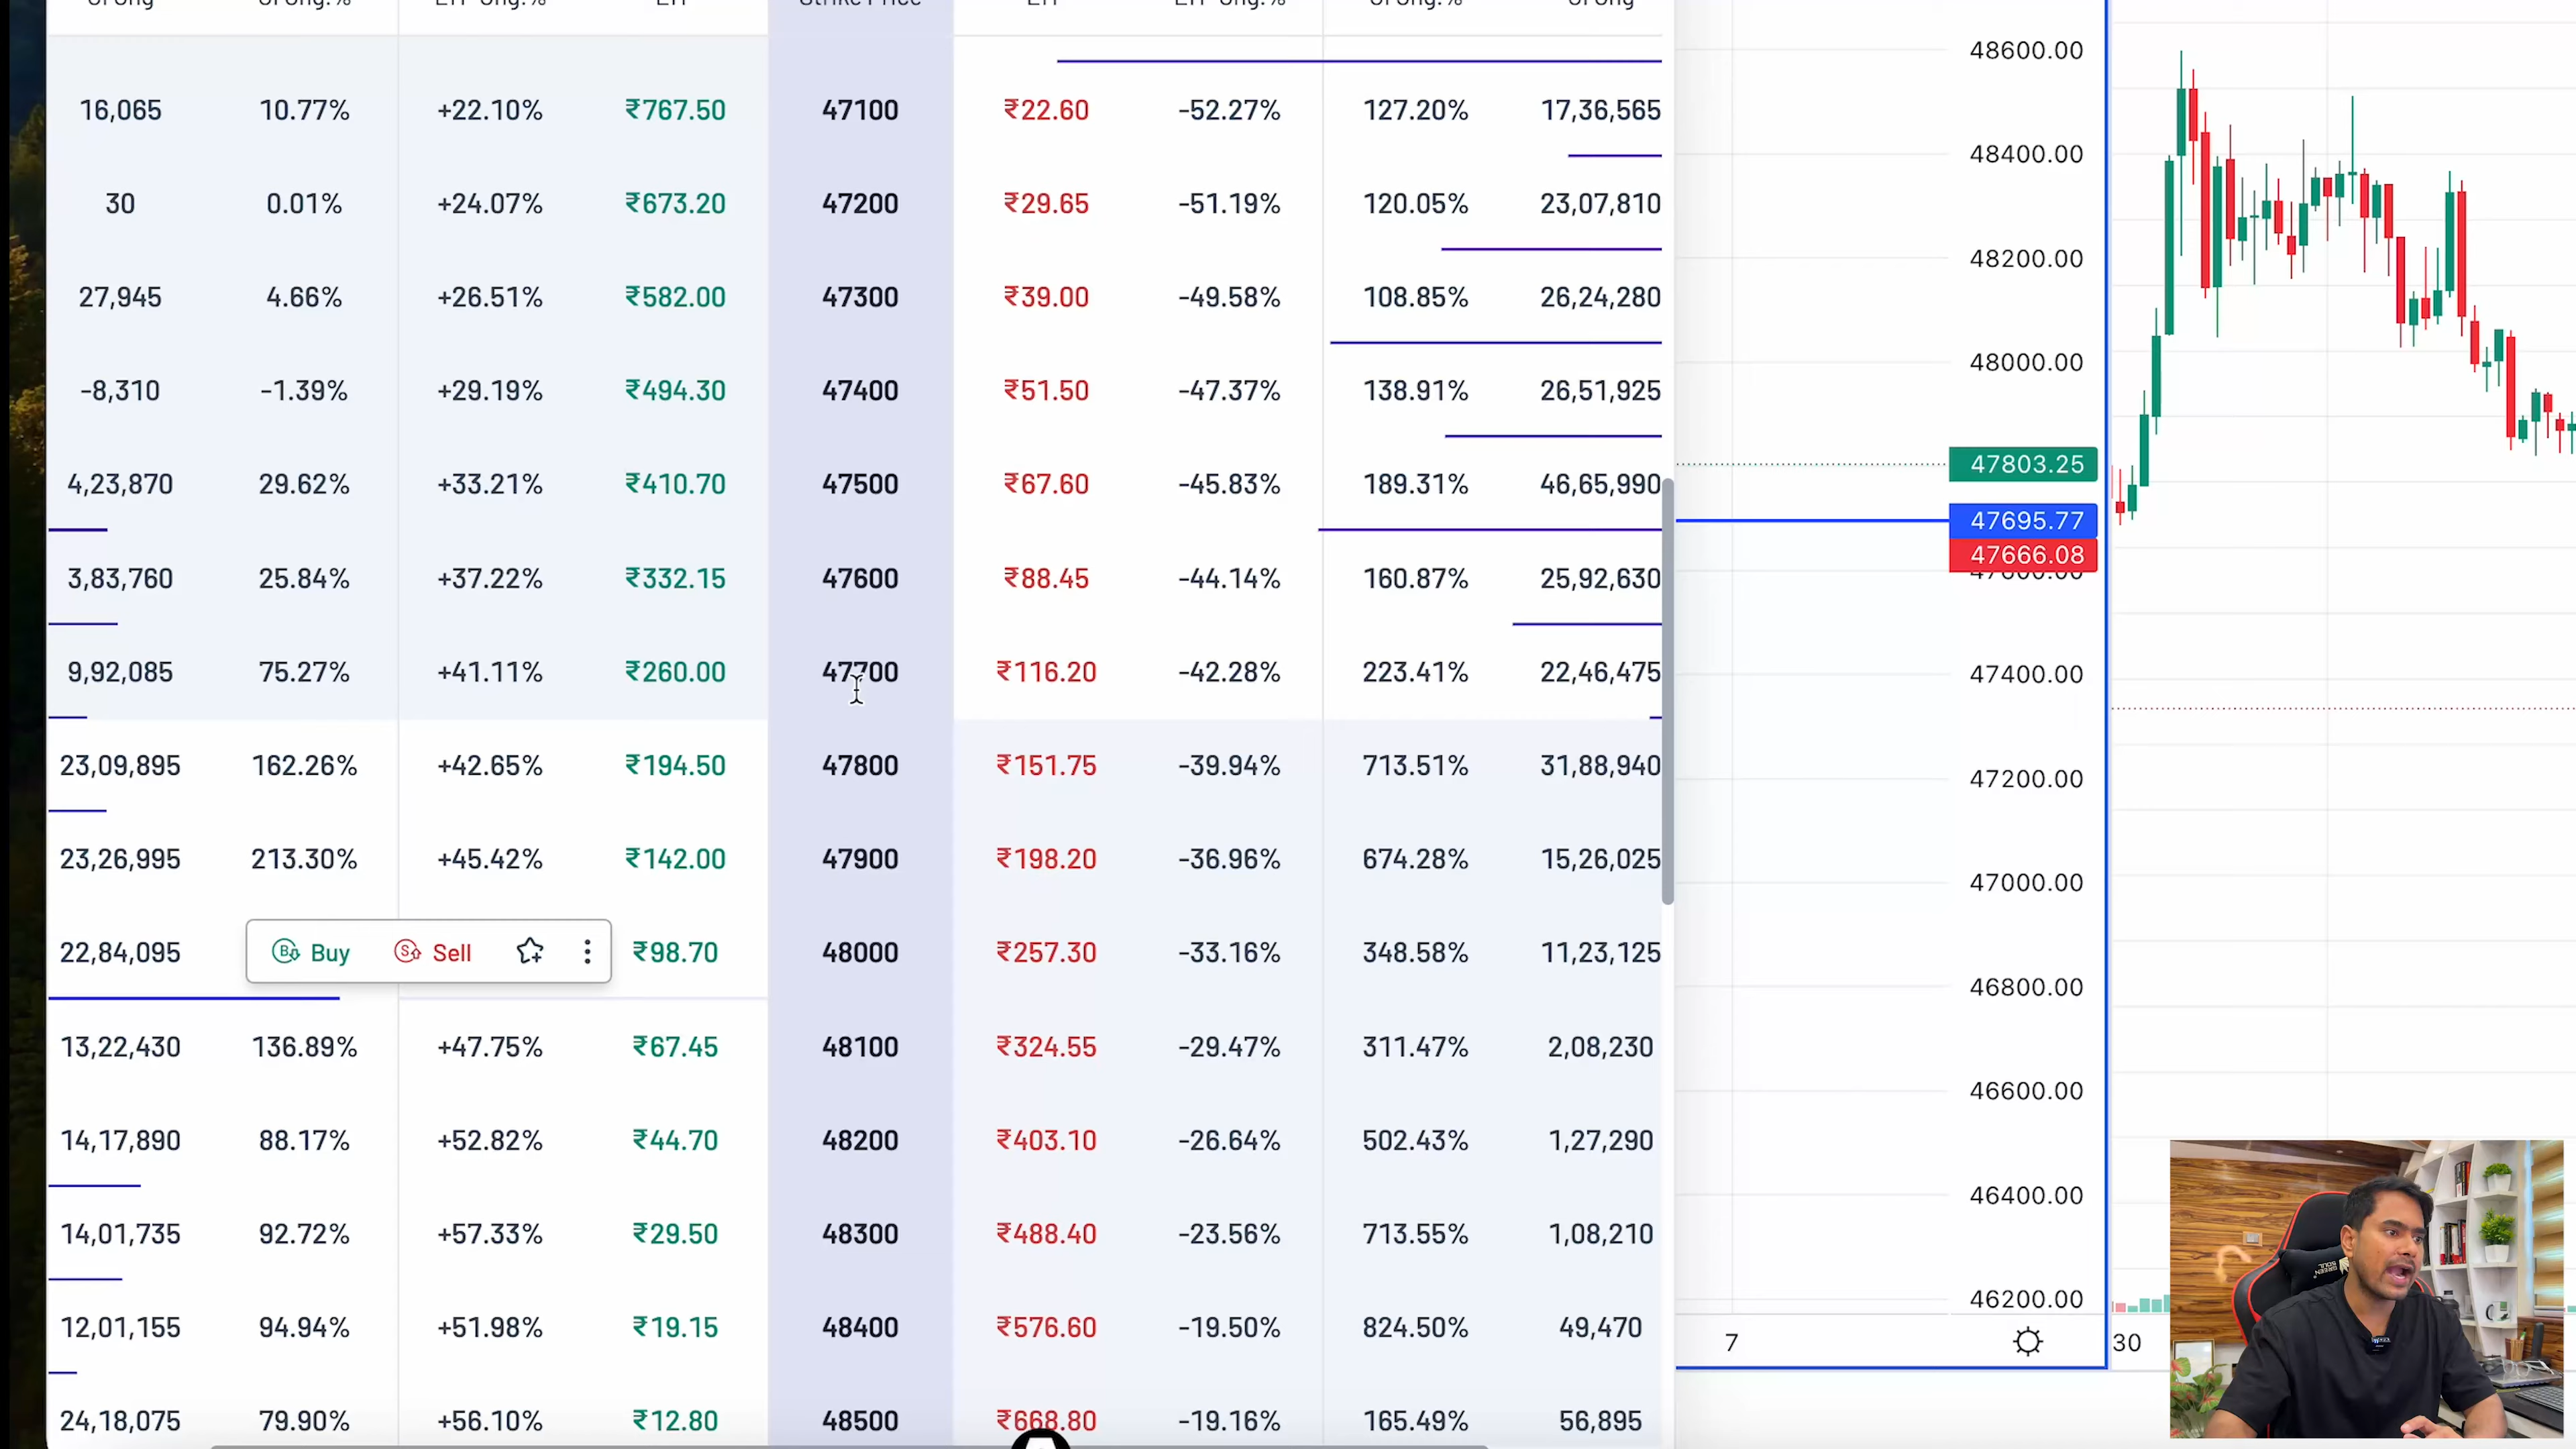 Strike Price
16,065 10.77% +22.10% ₹767.50 47100 ₹22.60 -52.27% 127.20% 17,36,565
30 0.01% +24.07% ₹673.20 47200 ₹29.65 -51.19% 120.05% 23,07,810
27,945 4.66% +26.51% ₹582.00 47300 ₹39.00 -49.58% 108.85% 26,24,280
-8,310 -1.39% +29.19% ₹494.30 47400 ₹51.50 -47.37% 138.91% 26,51,925
4,23,870 29.62% +33.21% ₹410.70 47500 ₹67.60 -45.83% 189.31% 46,65,990
3,83,760 25.84% +37.22% ₹332.15 47600 ₹88.45 -44.14% 160.87% 25,92,630
9,92,085 75.27% +41.11% ₹260.00 47700 ₹116.20 -42.28% 223.41% 22,46,475
23,09,895 162.26% +42.65% ₹194.50 47800 ₹151.75 -39.94% 713.51% 31,88,940
23,26,995 213.30% +45.42% ₹142.00 47900 ₹198.20 -36.96% 674.28% 15,26,025
22,84,095 Buy Sell ₹98.70 48000 ₹257.30 -33.16% 348.58% 11,23,125
13,22,430 136.89% +47.75% ₹67.45 48100 ₹324.55 -29.47% 311.47% 2,08,230
14,17,890 88.17% +52.82% ₹44.70 48200 ₹403.10 -26.64% 502.43% 1,27,290
14,01,735 92.72% +57.33% ₹29.50 48300 ₹488.40 -23.56% 713.55% 1,08,210
12,01,155 94.94% +51.98% ₹19.15 48400 ₹576.60 -19.50% 824.50% 49,470
24,18,075 79.90% +56.10% ₹12.80 48500 ₹668.80 -19.16% 165.49% 56,895
48600.00
48400.00
48200.00
48000.00
47803.25
47695.77
47666.08
47400.00
47200.00
47000.00
46800.00
46600.00
46400.00
46200.00
7
30